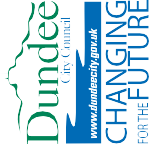 Dundee
City Council
www.dundeecity.gov.uk
CHANGING
FOR THE
FUTURE